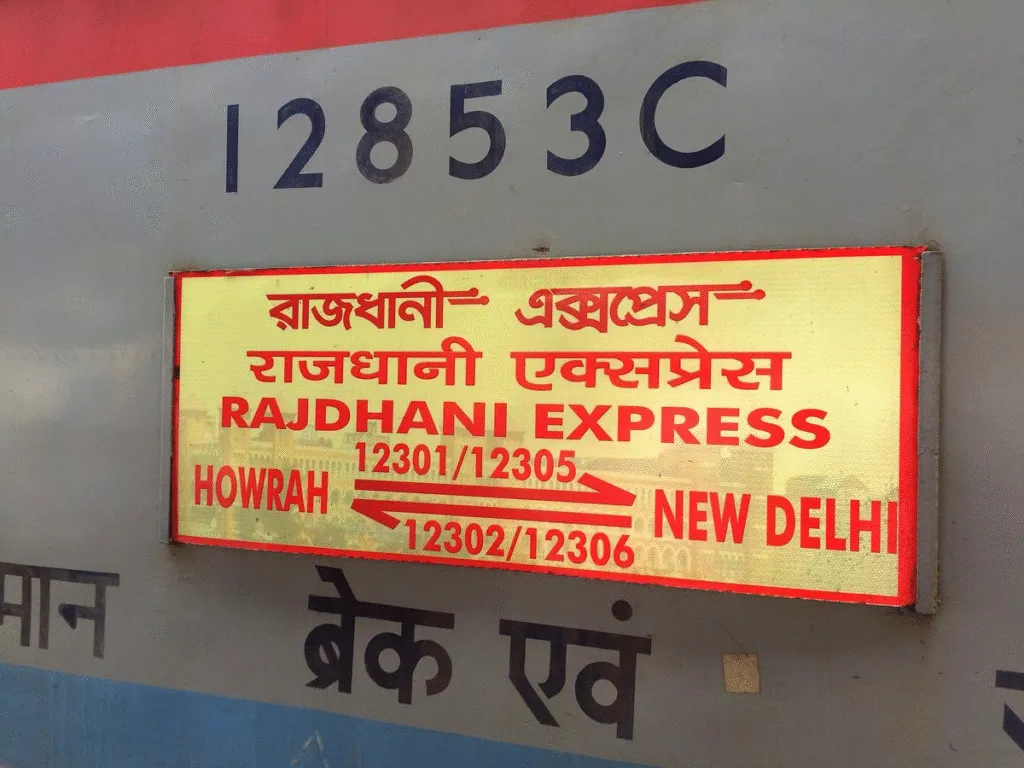 12853C
রাজধানী এক্সপ্রেস
राजधानी एक्सप्रेस
RAJDHANI EXPRESS
12301/12305
HOWRAH NEW DELHI
12302/12306
ब्रेक एवं